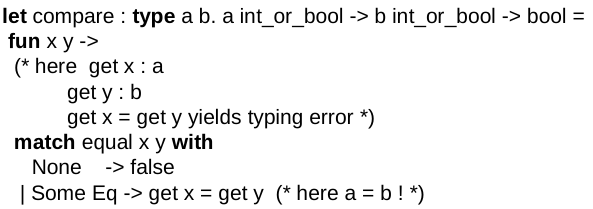 let compare : type a b. a int_or_bool -> b int_or_bool -> bool =
fun x y ->
(* here  get x : a
get y : b
get x = get y yields typing error *)
match equal x y with
None    -> false
| Some Eq -> get x = get y  (* here a = b ! *)